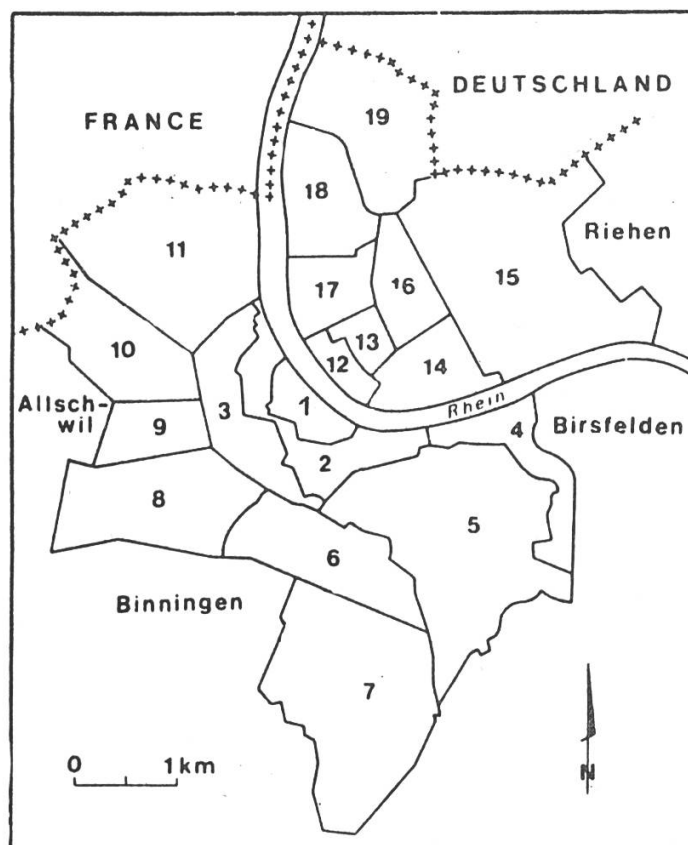 DEUTSCHLAND
FRANCE
19
18
Riehen
11
15
16
17
13
10
12
14
Allsch-
wil
3
1
Rhein
4
Birsfelden
9
2
8
5
6
Binningen
7
0 1km
N